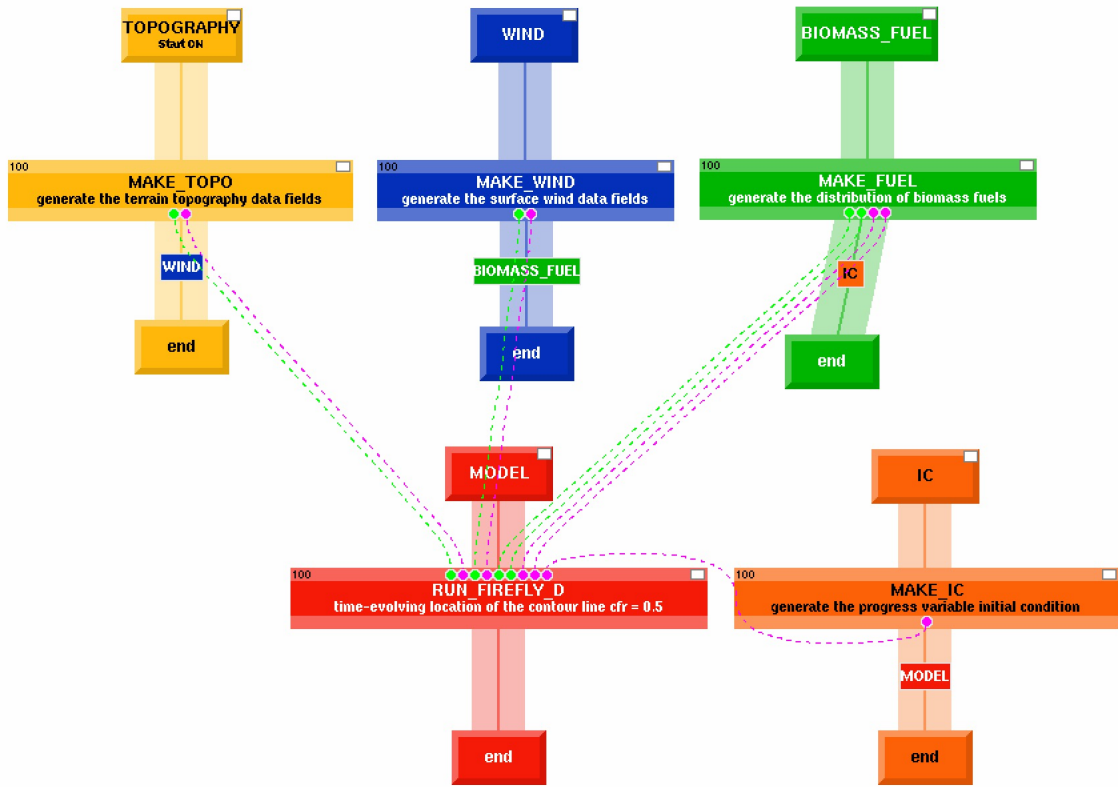 TOPOGRAPHY
Start ON
WIND
BIOMASS_FUEL
100
MAKE_TOPO
generate the terrain topography data fields
100
MAKE_WIND
generate the surface wind data fields
100
MAKE_FUEL
generate the distribution of biomass fuels
WIND
BIOMASS_FUEL
IC
end
end
end
MODEL
IC
100
RUN_FIREFLY_D
time-evolving location of the contour line cfr = 0.5
100
MAKE_IC
generate the progress variable initial condition
MODEL
end
end